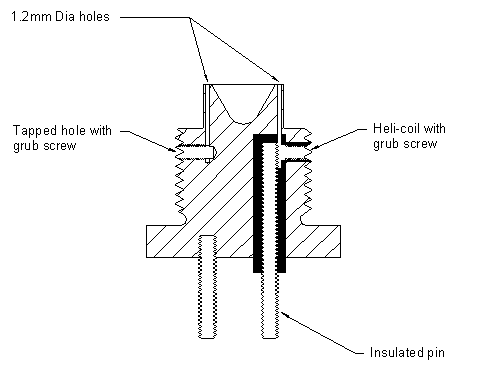 1.2mm Dia holes
Tapped hole with
grub screw
Heli-coil with
grub screw
Insulated pin